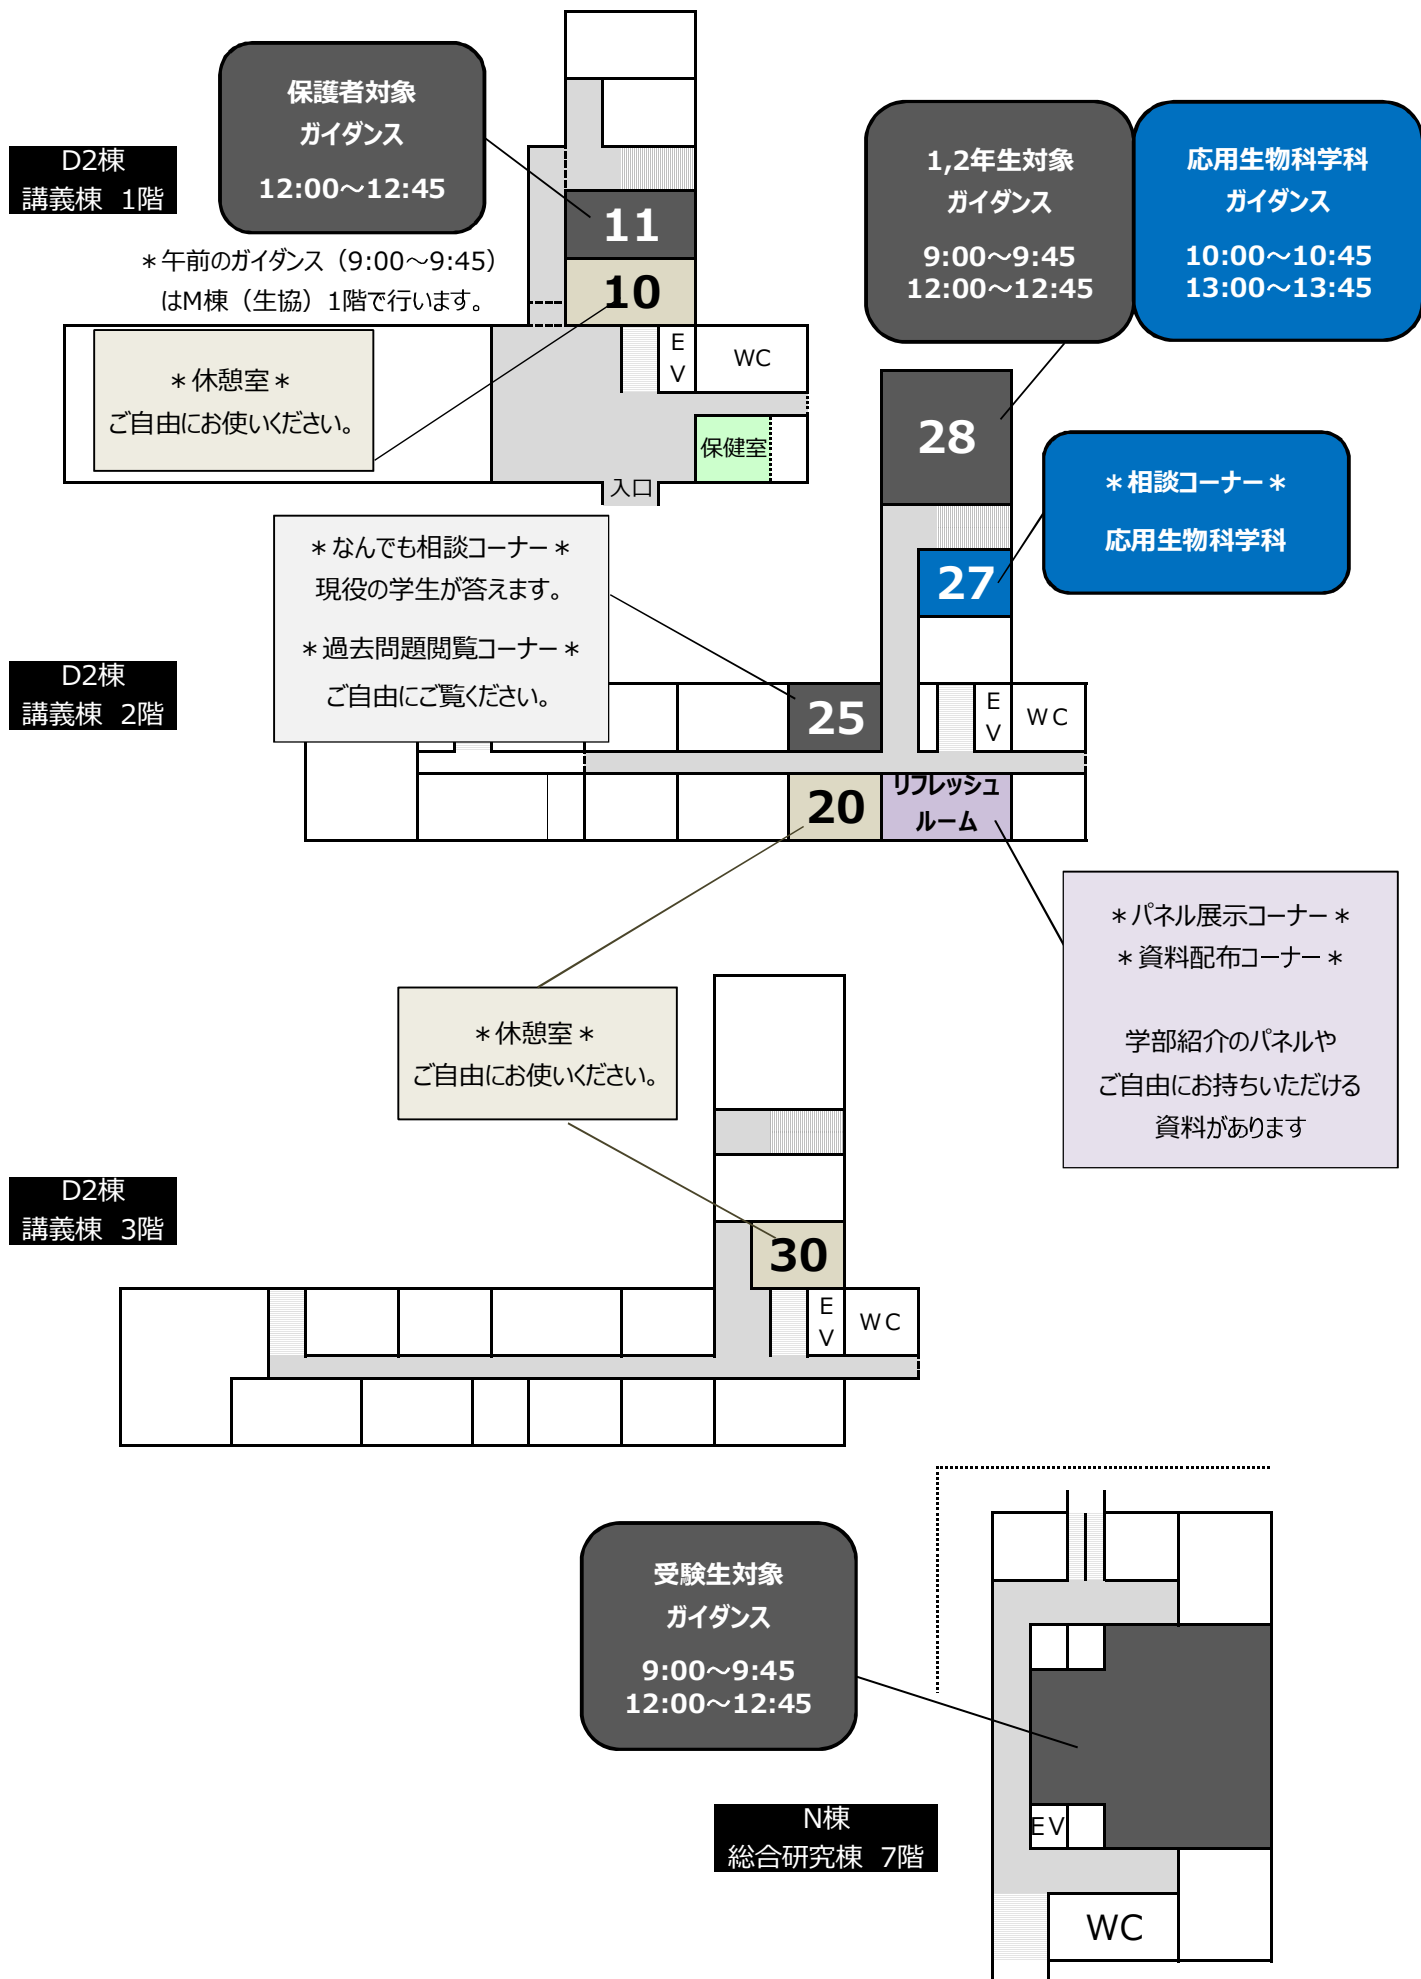 保護者対象
ガイダンス
12:00～12:45
D2棟
講義棟 1階
11
＊午前のガイダンス（9:00～9:45）
はM棟（生協）1階で行います。
10
＊休憩室＊
ご自由にお使いください。
E
V
WC
保健室
入口
1,2年生対象
ガイダンス
9:00～9:45
12:00～12:45
応用生物科学科
ガイダンス
10:00～10:45
13:00～13:45
28
＊相談コーナー＊
応用生物科学科
27
＊なんでも相談コーナー＊
現役の学生が答えます。
＊過去問題閲覧コーナー＊
ご自由にご覧ください。
D2棟
講義棟 2階
25
E
V
WC
20
リフレッシュ
ルーム
＊パネル展示コーナー＊
＊資料配布コーナー＊
学部紹介のパネルや
ご自由にお持ちいただける
資料があります
＊休憩室＊
ご自由にお使いください。
D2棟
講義棟 3階
30
E
V
WC
受験生対象
ガイダンス
9:00～9:45
12:00～12:45
N棟
総合研究棟 7階
EV
WC